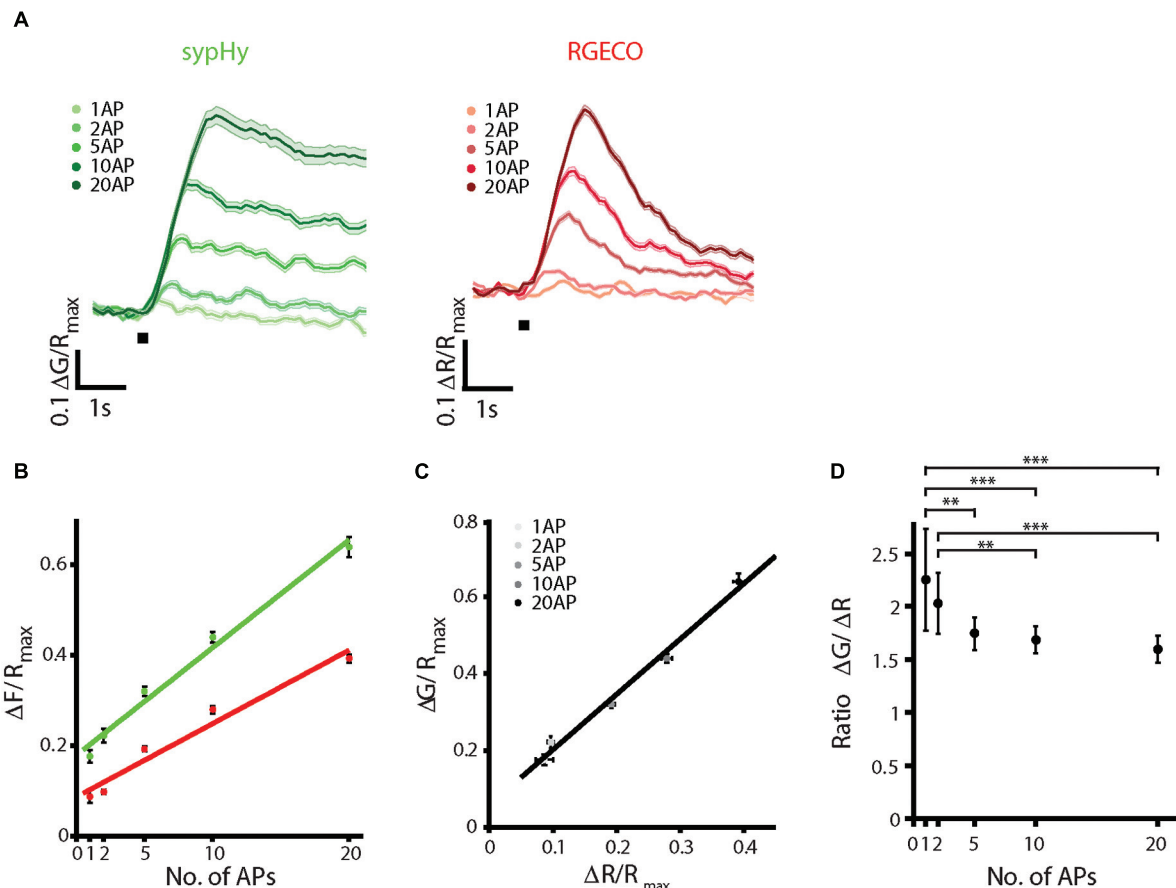 A
sypHy
RGECO
1AP
2AP
5AP
10AP
20AP
1AP
2AP
5AP
10AP
20AP
0.1 ΔG/Rmax
1s
0.1 ΔR/Rmax
1s
B
C
D
ΔF/Rmax
0.6
0.4
0.2
0
0 1 2 5 10 20
No. of APs
ΔG/Rmax
0.8
0.6
0.4
0.2
0
1AP
2AP
5AP
10AP
20AP
0 0.1 0.2 0.3 0.4
ΔR/Rmax
***
***
**
***
**
Ratio ΔG/ΔR
2.5
2
1.5
1
0.5
0
0 1 2 5 10 20
No. of APs